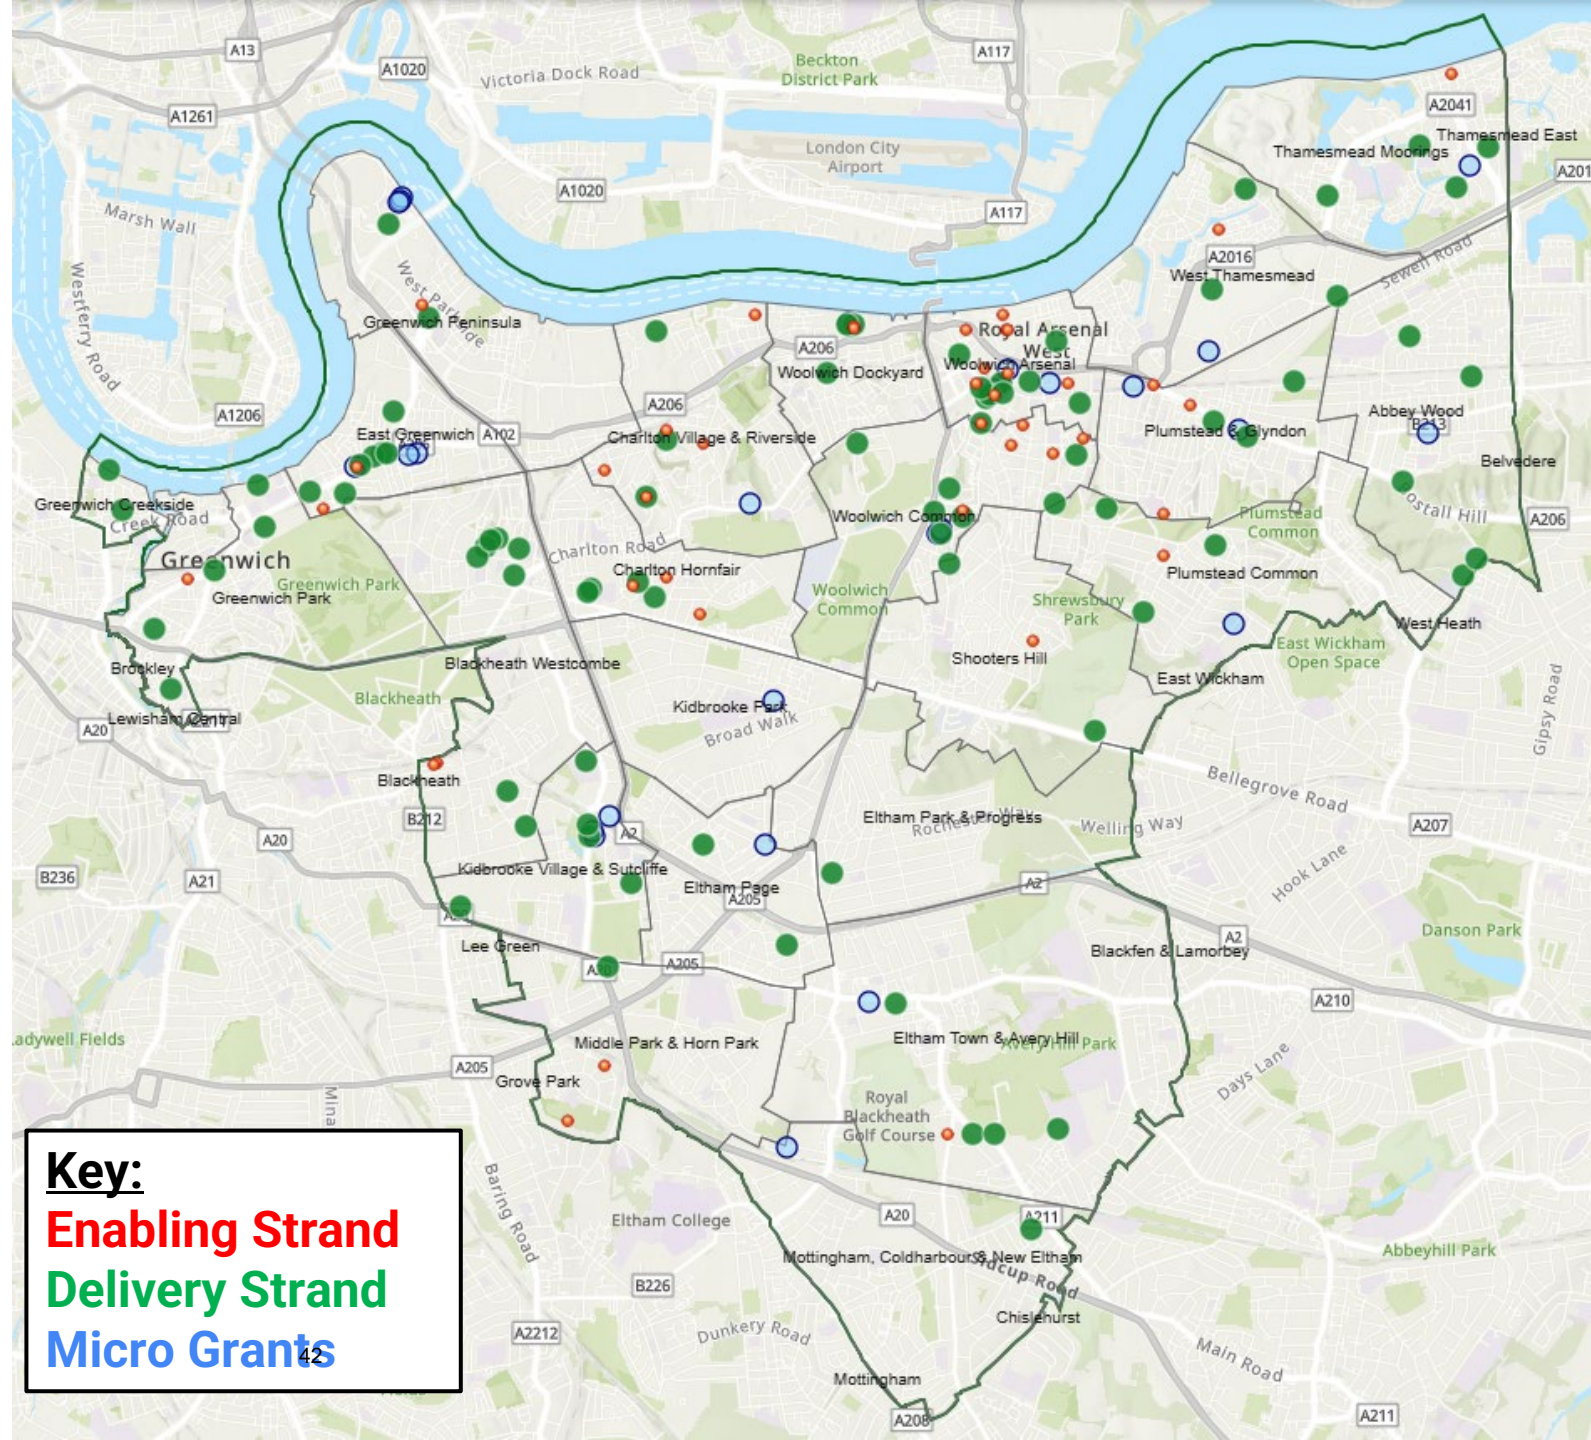 A13
A1020
Victoria Dock Road
Beckton
District Park
A117
A1261
A2041
Thamesmead East
Thamesmead Moorings
London City
Airport
A1020
A201
Marsh Wall
A117
Westferry Road
West Parkside
A2016
Sewell Road
West Thamesmead
Greenwich Peninsula
Royal Arsenal
West
A206
Woolwich Arsenal
Woolwich Dockyard
A206
A1206
Abbey Wood
B213
East Greenwich
A102
Charlton Village & Riverside
Plumstead & Glyndon
Belvedere
Greenwich Creekside
Creek Road
Woolwich Common
Plumstead
Common
A206
Greenwich
Charlton Road
Charlton Hornfair
Plumstead Common
Greenwich Park
Greenwich Park
Woolwich
Common
Shrewsbury
Park
West Heath
East Wickham
Open Space
Brockley
Blackheath Westcombe
Shooters Hill
East Wickham
Blackheath
Gipsy Road
Lewisham Central
A20
Kidbrooke Park
Broad Walk
Blackheath
Bellegrove Road
B212
A2
Eltham Park & Progress
Welling Way
A207
A20
Hook Lane
B236
A21
Kidbrooke Village & Sutcliffe
Eltham Page
A205
A2
Lee Green
Blackfen & Lamorbey
A2
Danson Park
A205
A210
Ladywell Fields
Middle Park & Horn Park
Eltham Town & Avery Hill
Avery Hill Park
A205
Grove Park
Days Lane
Royal
Blackheath
Golf Course
Mina
Key:
Enabling Strand
Delivery Strand
Micro Grants
42
Baring Road
Eltham College
A20
A211
Mottingham, Coldharbour & New Eltham
Sidcup Road
Abbeyhill Park
B226
Chislehurst
A2212
Dunkery Road
Main Road
Mottingham
A208
A211